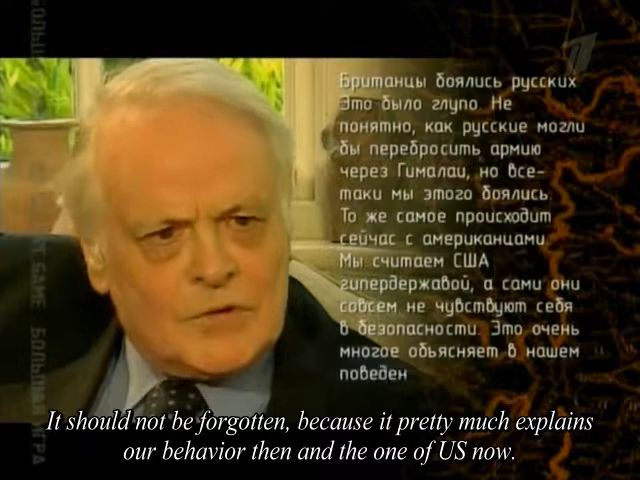 Британцы боялись русских
Это было глупо. Не
понятно, как русские могли
бы перебросить армию
через Гималаи, но все-
таки мы этого боялись.
То же самое происходит
сейчас с американцами.
Мы считаем США
гипердержавой, а сами они
совсем не чувствуют себя
в безопасности. Это очень
многое объясняет в нашем
поведен
It should not be forgotten, because it pretty much explains
our behavior then and the one of US now.